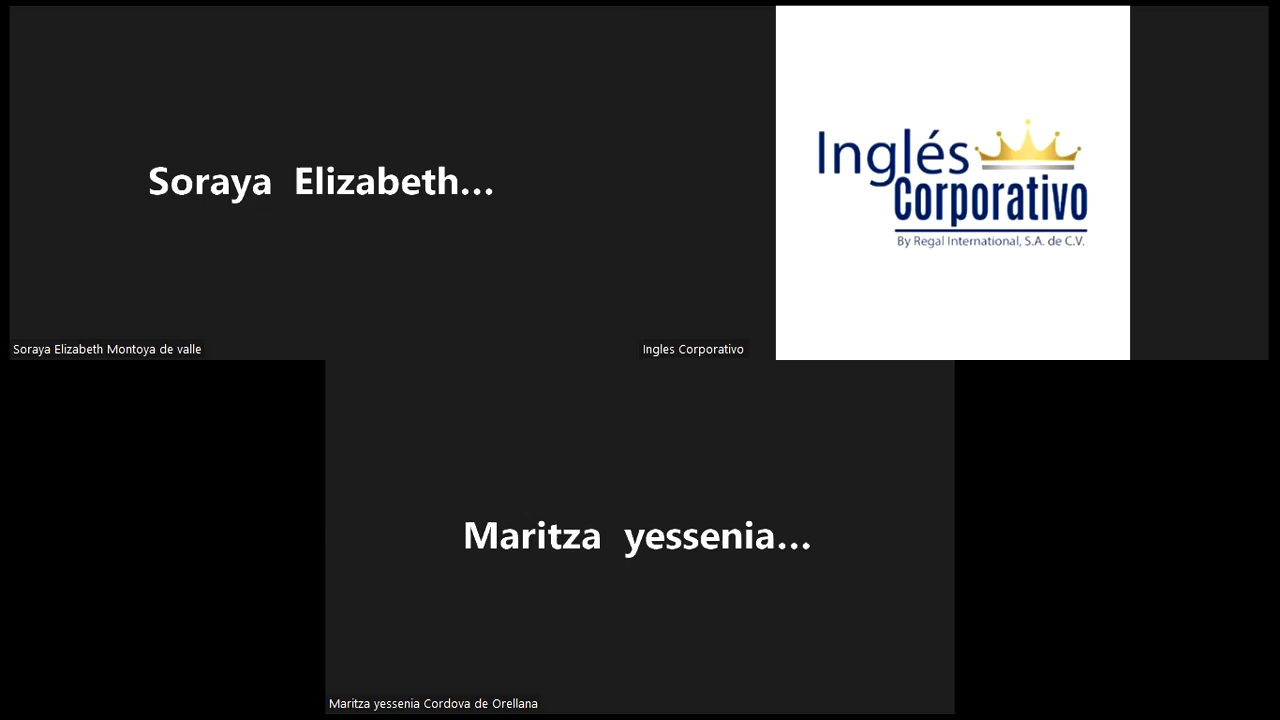 Soraya Elizabeth...
Soraya Elizabeth Montoya de valle
Inglés
Corporativo
By Regal International, S.A. de C.V.
Ingles Corporativo
Maritza yessenia...
Maritza yessenia Cordova de Orellana